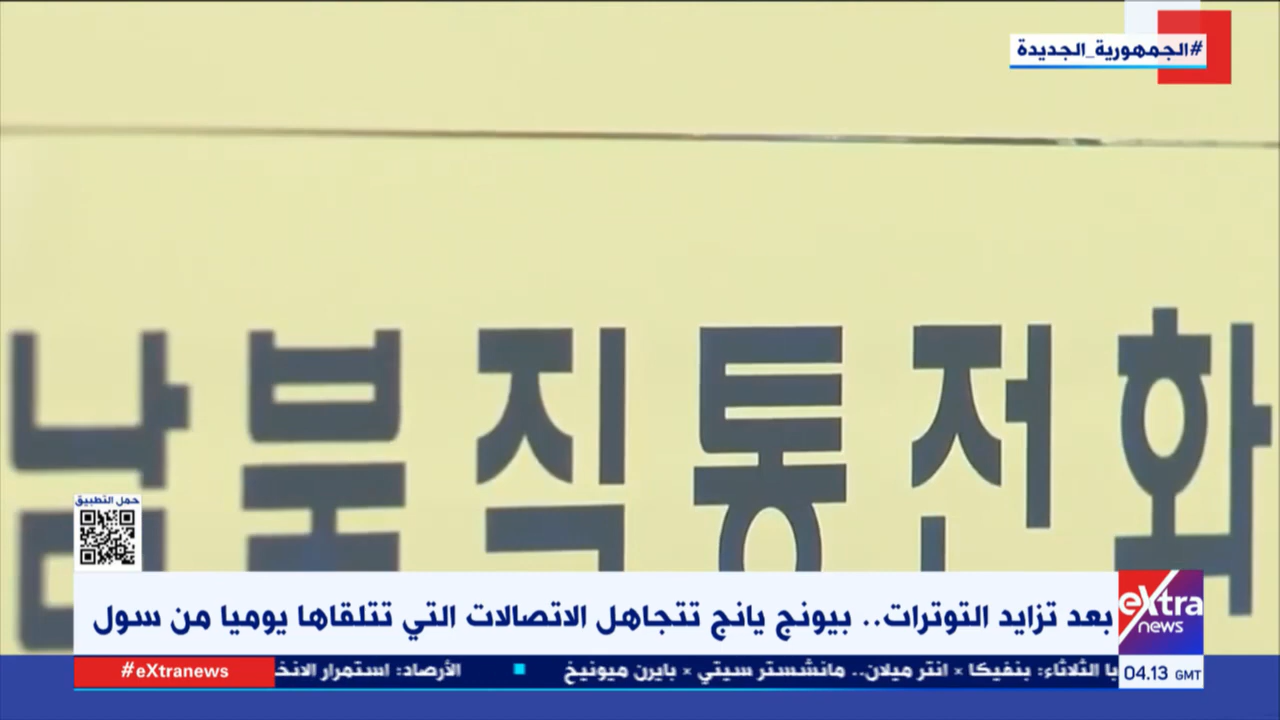 #الجمهورية_الجديدة
남북직통전화
حمل التطبيق
بعد تزايد التوترات.. بيونج يانج تتجاهل الاتصالات التي تتلقاها يوميا من سول
eXtra news
#eXtranews
با الثلاثاء: بنفيكا × انتر ميلان.. مانشستر سيتي × بايرن ميونيخ الأرصاد: استمرار
04.13 GMT